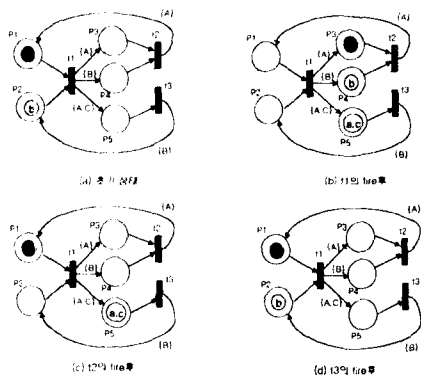 {A}
P1
P3
t2
t1
{A}
{B}
P2
P4
t3
b
{A,C}
P5
{B}
(a) 초기 상태
{A}
P1
P3
t2
t1
{A}
{B}
b
P2
P4
t3
{A,C}
a,c
P5
{B}
(b) t1의 fire후
{A}
P1
P3
t2
t1
{A}
{B}
P4
t3
{A,C}
a,c
P5
{B}
(c) t2의 fire후
{A}
P1
P3
t2
t1
{A}
{B}
P2
P4
t3
b
{A,C}
P5
{B}
(d) t3의 fire후